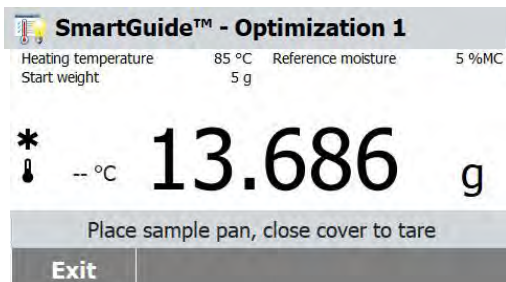 SmartGuide™ - Optimization 1
Heating temperature 85 °C Reference moisture 5 %MC
Start weight 5 g
-- °C 13.686 g
Place sample pan, close cover to tare
Exit